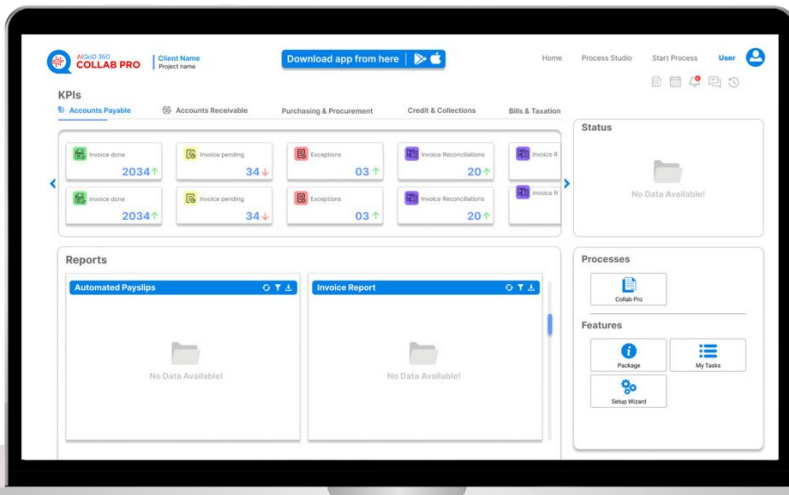 AIQoD 360
COLLAB PRO
Client Name
Project name
Download app from here
Home
Process Studio
Start Process
User
KPIs
Accounts Payable
Accounts Receivable
Purchasing & Procurement
Credit & Collections
Bills & Taxation
Invoice done
2034
Invoice pending
34
Exceptions
03
Invoice Reconciliations
20
Invoice R
Invoice done
2034
Invoice pending
34
Exceptions
03
Invoice Reconciliations
20
Invoice R
Status
No Data Available!
Reports
Automated Payslips
No Data Available!
Invoice Report
No Data Available!
Processes
Collab Pro
Features
Package
My Tasks
Setup Wizard